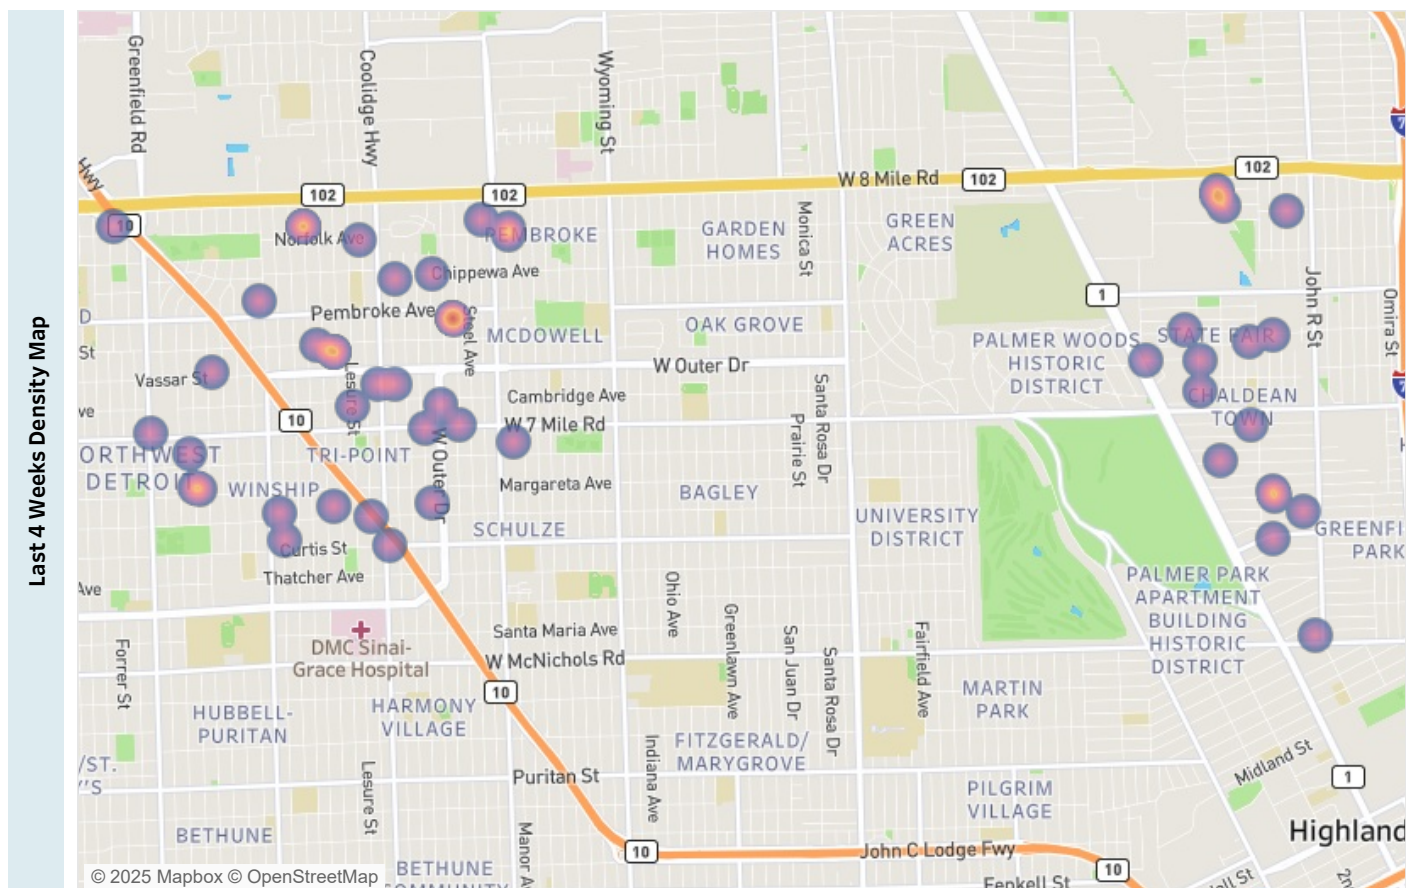 Last 4 Weeks Density Map
Greenfield Rd
Coolidge Hwy
Wyoming St
Hwy
102
102
W 8 Mile Rd
102
102
10
Norfolk Ave
PEMBROKE
GARDEN
HOMES
Monica St
GREEN
ACRES
Chippewa Ave
1
John R St
Omira St
D
Pembroke Ave
Steel Ave
MCDOWELL
OAK GROVE
PALMER WOODS
HISTORIC
DISTRICT
STATE FAIR
St
W Outer Dr
Vassar St
Lesure St
Cambridge Ave
Santa Rosa Dr
CHALDEAN
TOWN
ve
10
W 7 Mile Rd
Prairie St
ORTHWEST
DETROIT
TRI-POINT
W Outer Dr
WINSHIP
Margareta Ave
BAGLEY
SCHULZE
UNIVERSITY
DISTRICT
GREENFI
PARK
Curtis St
Thatcher Ave
Ave
PALMER PARK
APARTMENT
BUILDING
HISTORIC
DISTRICT
Ohio Ave
Greenlawn Ave
San Juan Dr
Santa Rosa Dr
Fairfield Ave
DMC Sinai-
Grace Hospital
Santa Maria Ave
W McNichols Rd
Forrer St
10
HUBBELL-
PURITAN
HARMONY
VILLAGE
MARTIN
PARK
FITZGERALD/
MARYGROVE
Indiana Ave
/ST.
Y'S
Lesure St
Puritan St
PILGRIM
VILLAGE
Midland St
1
BETHUNE
Manor A
Highland
10
John C Lodge Fwy
10
BETHUNE
COMMUNITY
Fenkell St
ell St
2n
© 2025 Mapbox © OpenStreetMap